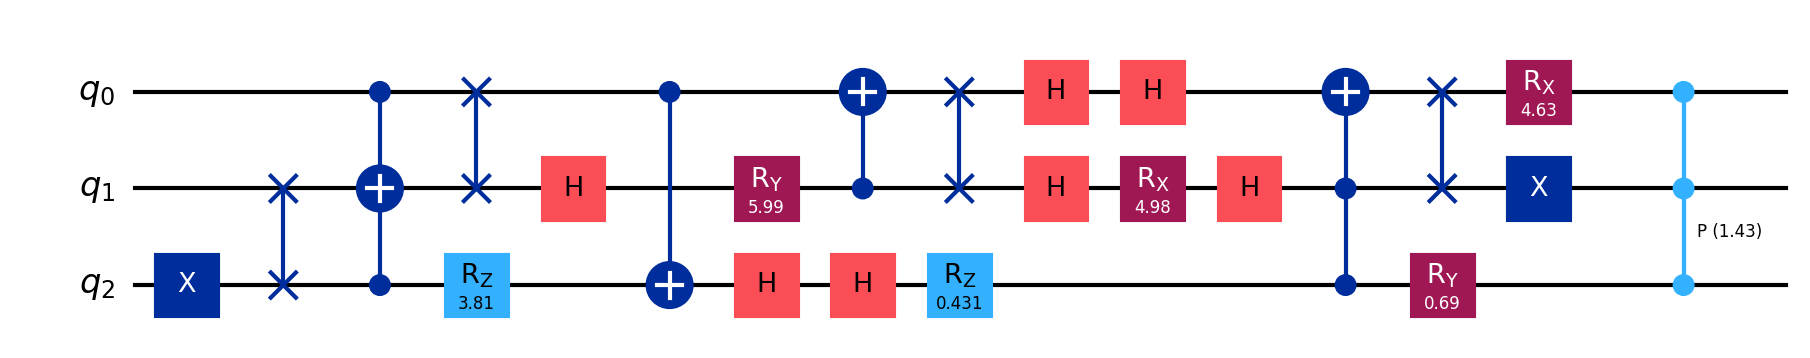 q0 H H RX 4.63
q1 H RY 5.99 H RX 4.98 H X
P (1.43)
q2 X RZ 3.81 H H RZ 0.431 RY 0.69